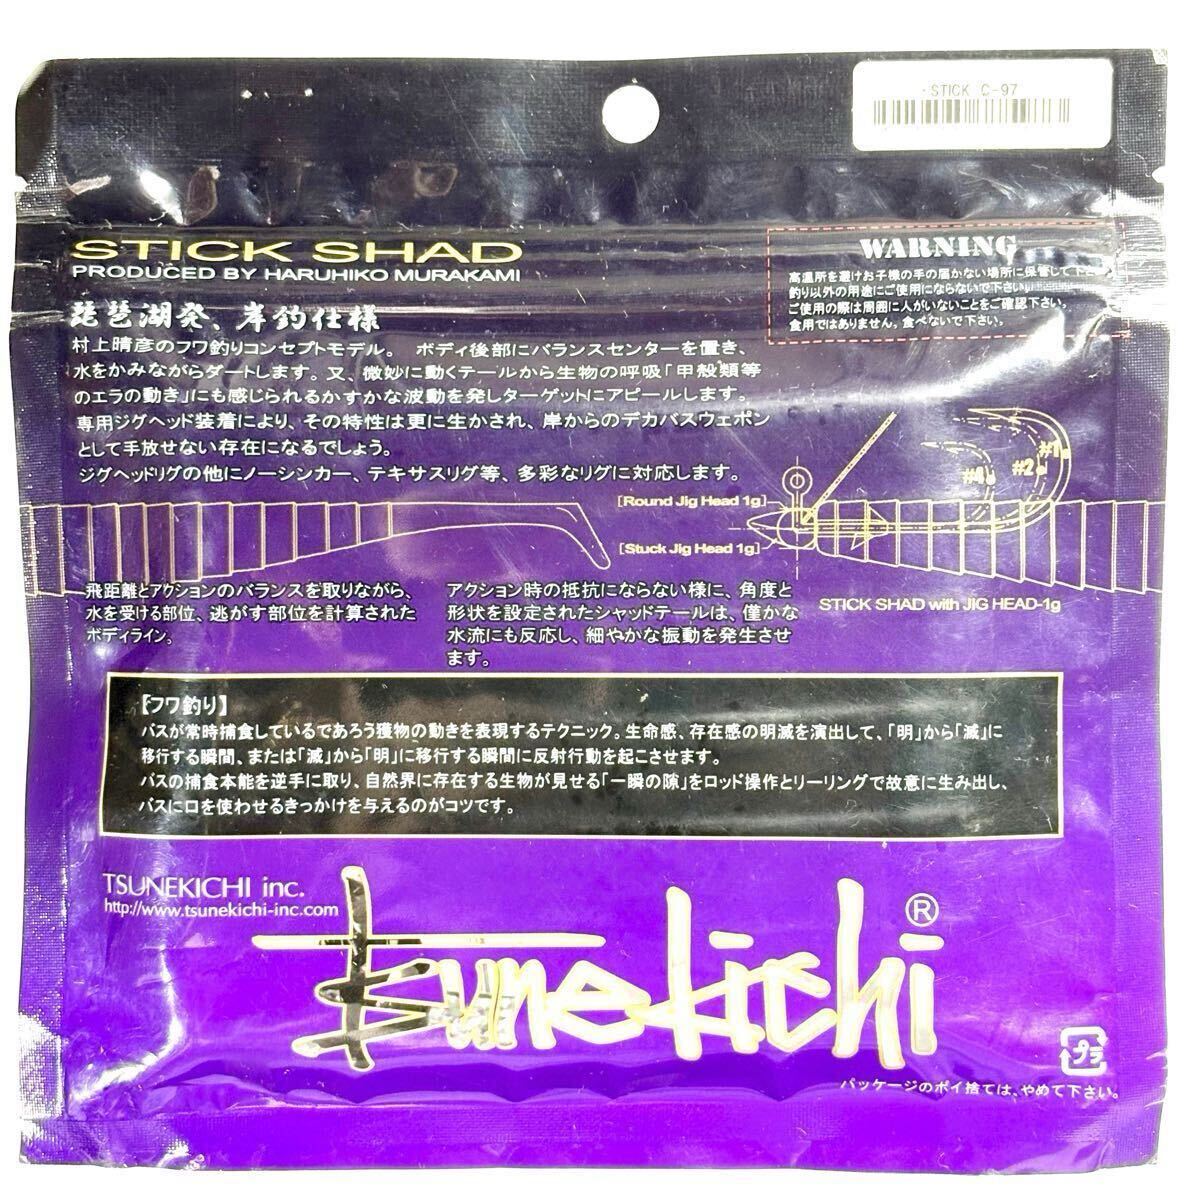 STICK C-97
STICK SHAD
PRODUCED BY HARUHIKO MURAKAMI
琵琶湖発、岸釣仕様
村上晴彦のフワ釣りコンセプトモデル。 ボディ後部にバランスセンターを置き、
水をかみながらダートします。又、微妙に動くテールから生物の呼吸「甲殻類等
のエラの動き」にも感じられるかすかな波動を発しターゲットにアピールします。
専用ジグヘッド装着により、その特性は更に生かされ、岸からのデカバスウェポン
として手放せない存在になるでしょう。
ジグヘッドリグの他にノーシンカー、テキサスリグ等、多彩なリグに対応します。
WARNING
高温所を避けお子様の手の届かない場所に保管して下さい
釣り以外の用途にご使用にならないで下さい。
ご使用の際は周囲に人がいないことをご確認下さい。
食用ではありません。食べないで下さい。
#1
#2
#4
[Round Jig Head 1g]
[Stuck Jig Head 1g]
STICK SHAD with JIG HEAD-1g
飛距離とアクションのバランスを取りながら、
水を受ける部位、逃がす部位を計算された
ボディライン。
アクション時の抵抗にならない様に、角度と
形状を設定されたシャッドテールは、僅かな
水流にも反応し、細やかな振動を発生させ
ます。
【フワ釣り】
バスが常時捕食しているであろう獲物の動きを表現するテクニック。生命感、存在感の明滅を演出して、「明」から「滅」に
移行する瞬間、または「滅」から「明」に移行する瞬間に反射行動を起こさせます。
バスの捕食本能を逆手に取り、自然界に存在する生物が見せる「一瞬の隙」をロッド操作とリーリングで故意に生み出し、
バスに口を使わせるきっかけを与えるのがコツです。
TSUNEKICHI inc.
http://www.tsunekichi-inc.com
tsunekichi®
プラ
パッケージのポイ捨ては、やめて下さい。